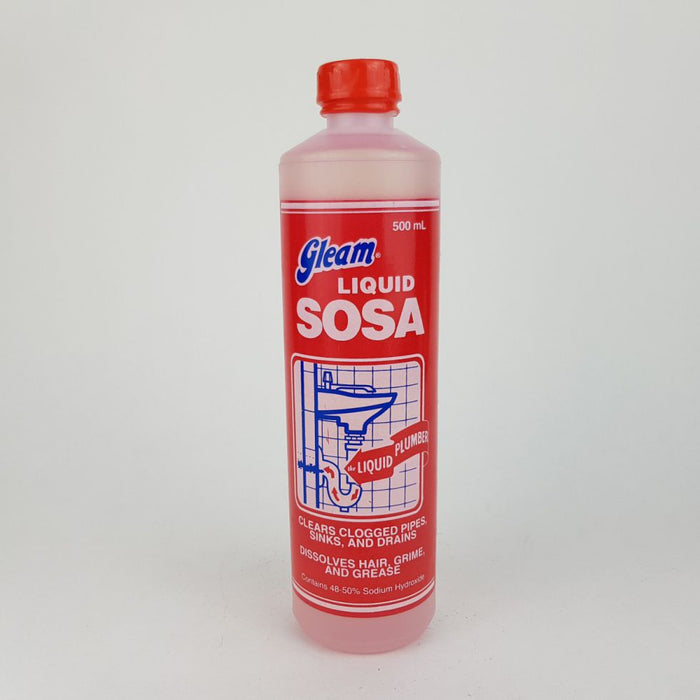 500 mL
Gleam®
LIQUID
SOSA
the LIQUID PLUMBER
CLEARS CLOGGED PIPES,
SINKS, AND DRAINS
DISSOLVES HAIR, GRIME,
AND GREASE
Contains 48-50% Sodium Hydroxide